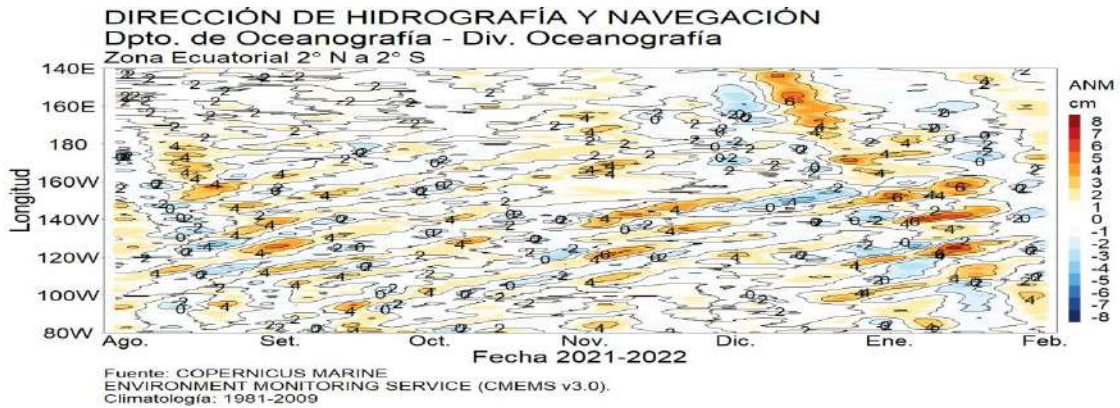 DIRECCIÓN DE HIDROGRAFÍA Y NAVEGACIÓN
Dpto. de Oceanografía - Div. Oceanografía
Zona Ecuatorial 2° N a 2° S
140E
160E
180
160W
140W
120W
100W
80W
Longitud
Ago.
Set.
Oct.
Nov.
Dic.
Ene.
Feb.
Fecha 2021-2022
ANM
cm
8
7
6
5
4
3
2
1
0
-1
-2
-3
-4
-5
-6
-7
-8
Fuente: COPERNICUS MARINE
ENVIRONMENT MONITORING SERVICE (CMEMS v3.0).
Climatología: 1981-2009